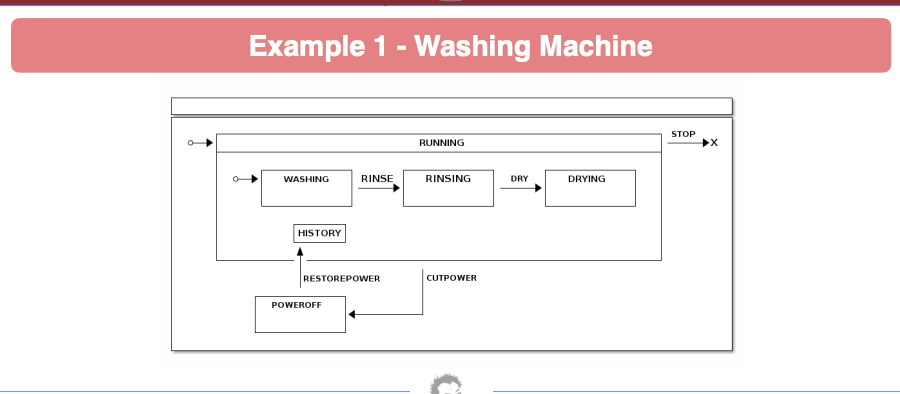 Example 1 - Washing Machine
STOP
X
RUNNING
WASHING
RINSE
RINSING
DRY
DRYING
HISTORY
RESTOREPOWER
CUTPOWER
POWEROFF